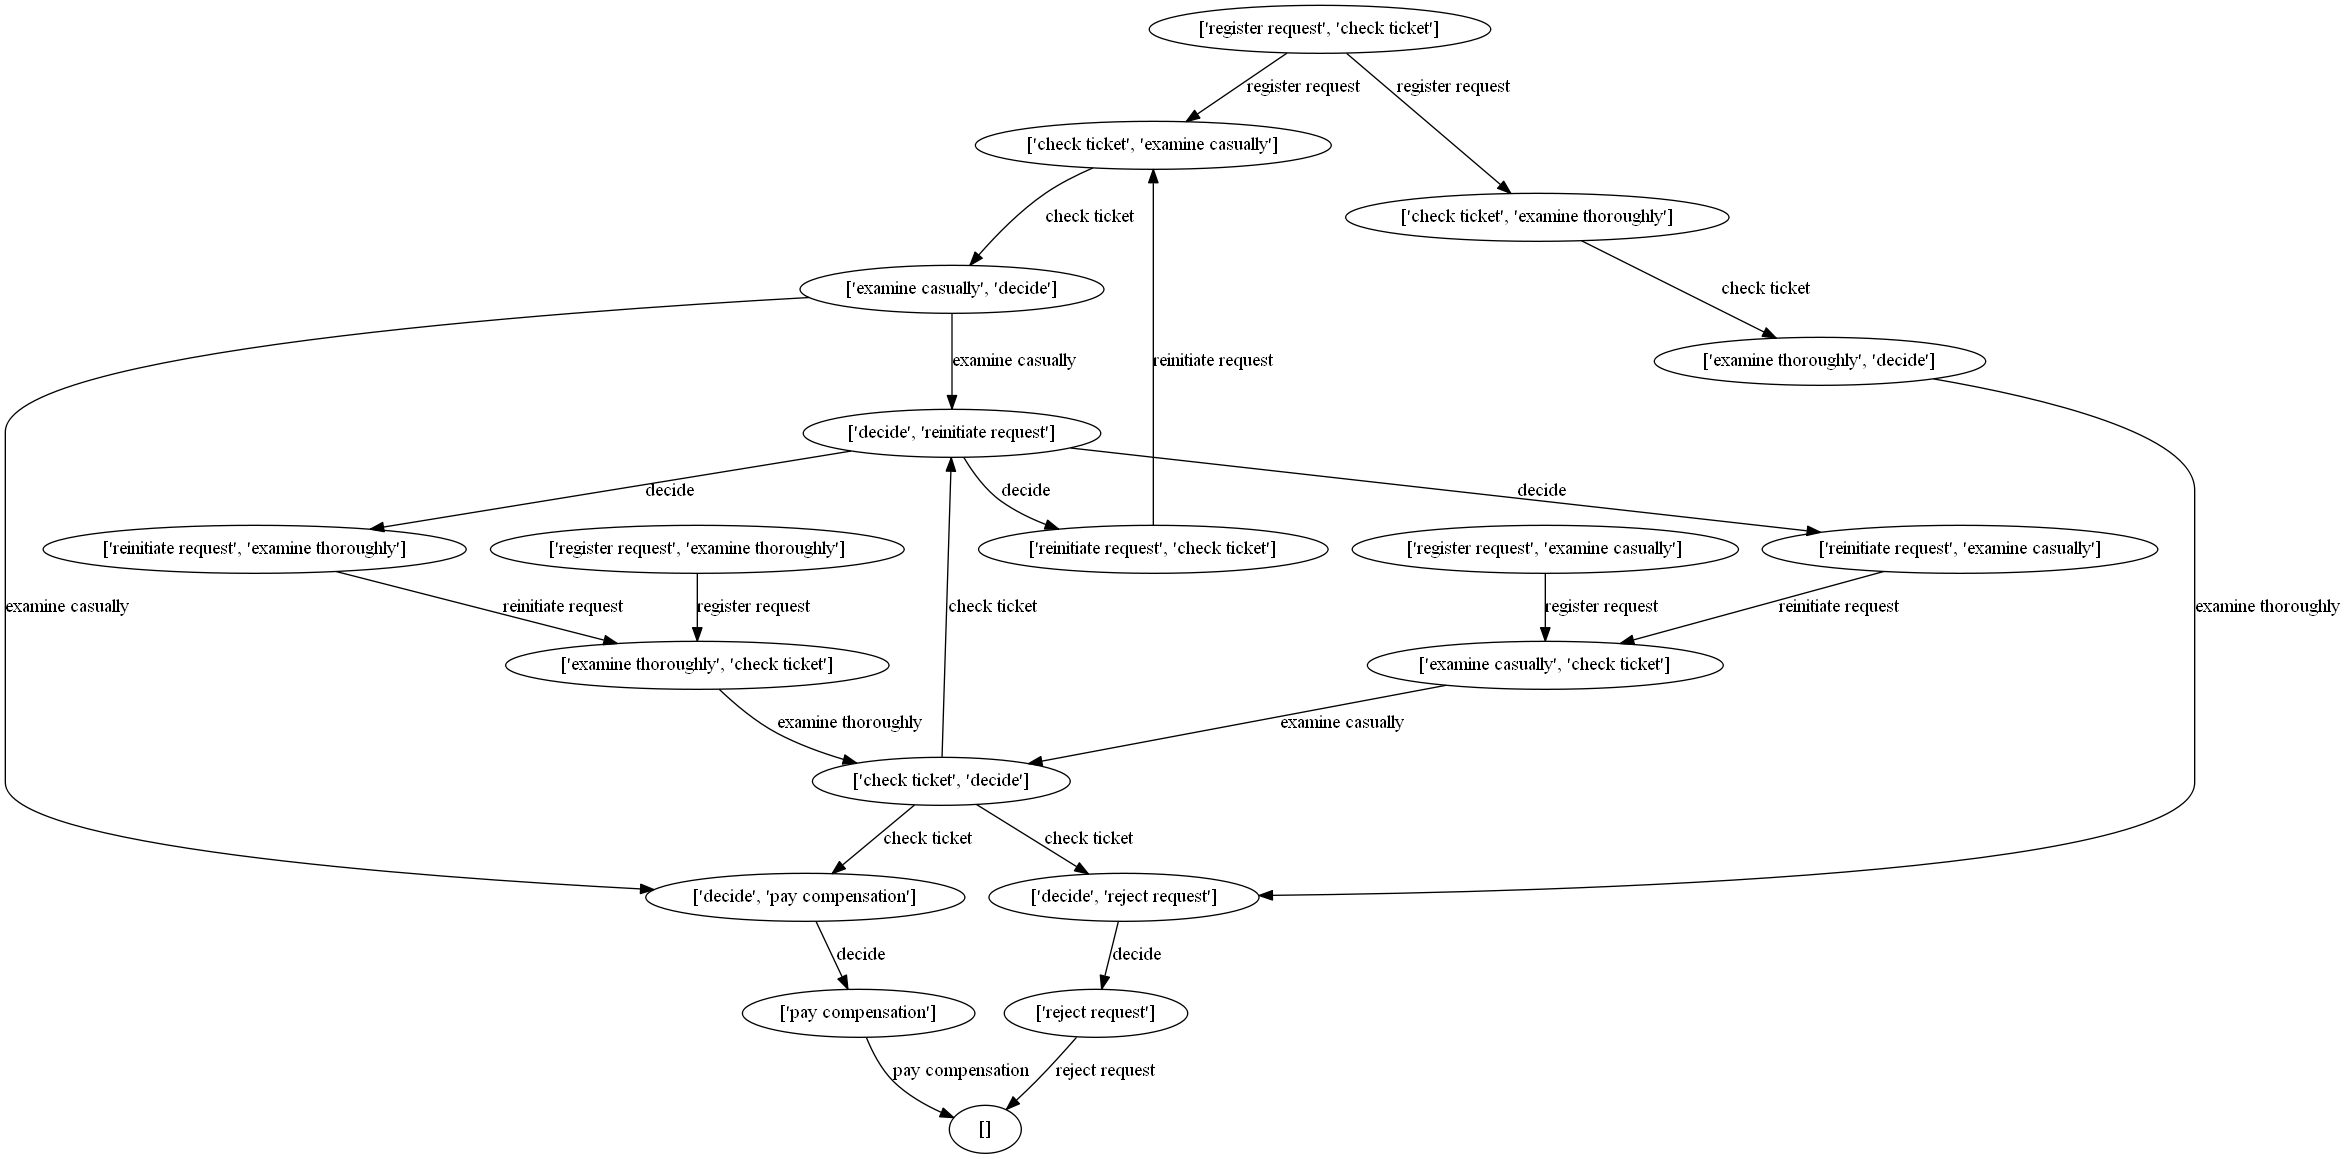 ['register request', 'check ticket']
register request
register request
['check ticket', 'examine casually']
['check ticket', 'examine thoroughly']
check ticket
['examine casually', 'decide']
check ticket
examine casually
reinitiate request
['examine thoroughly', 'decide']
['decide', 'reinitiate request']
decide
decide
decide
['reinitiate request', 'examine thoroughly']
['register request', 'examine thoroughly']
['reinitiate request', 'check ticket']
['register request', 'examine casually']
['reinitiate request', 'examine casually']
examine casually
reinitiate request
register request
check ticket
register request
reinitiate request
examine thoroughly
['examine thoroughly', 'check ticket']
['examine casually', 'check ticket']
examine thoroughly
examine casually
['check ticket', 'decide']
check ticket
check ticket
['decide', 'pay compensation']
['decide', 'reject request']
decide
decide
['pay compensation']
['reject request']
pay compensation
reject request
[]